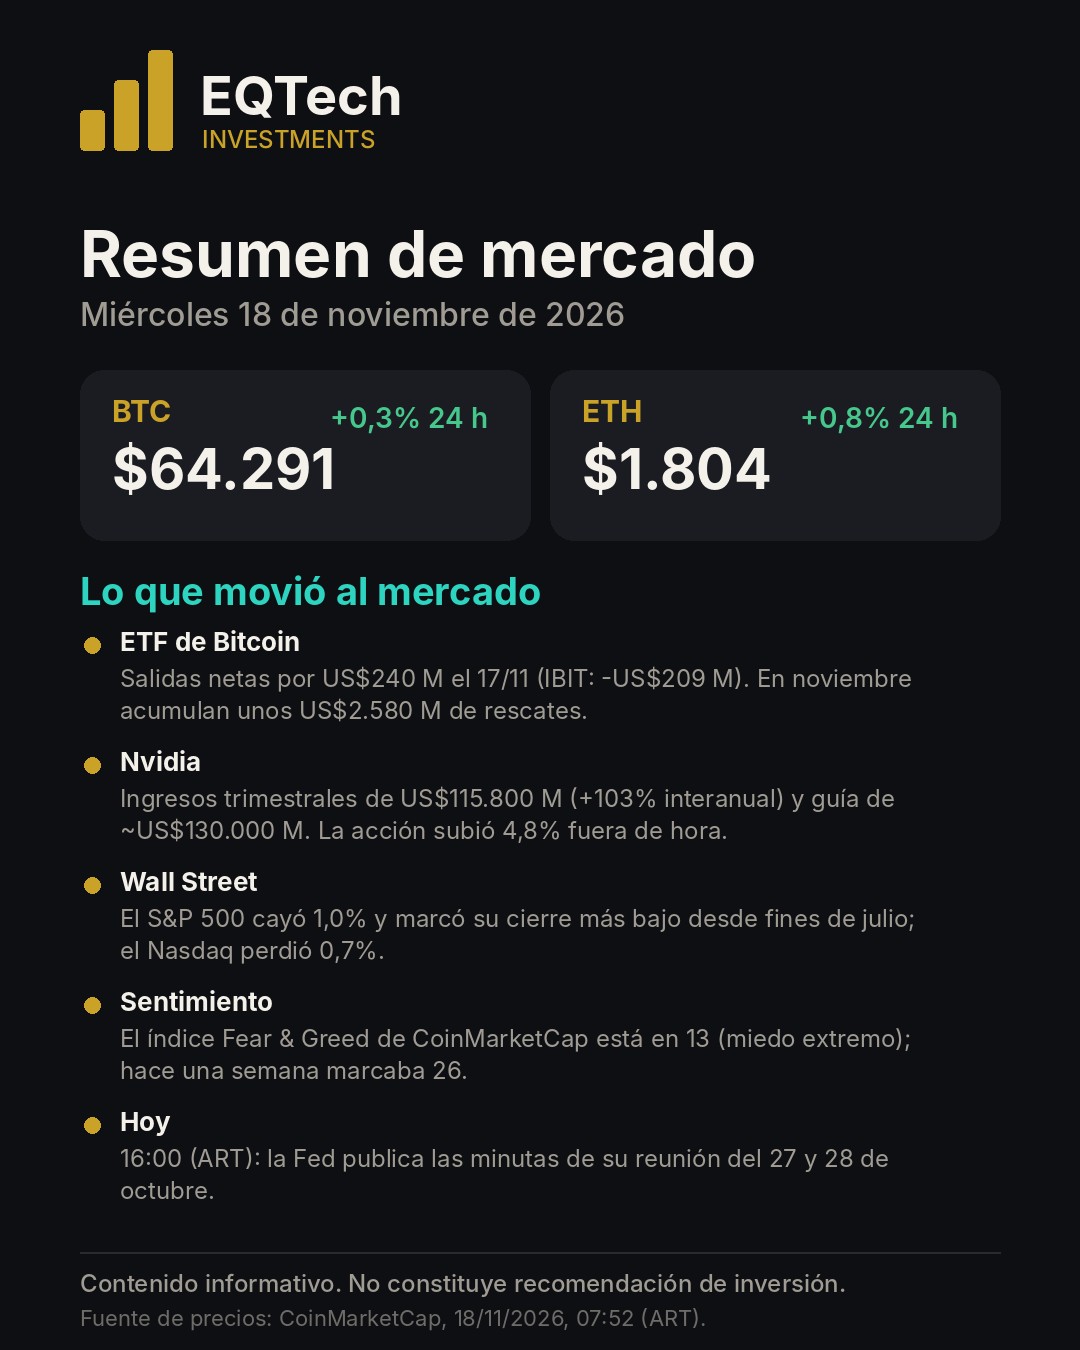 EQTech
INVESTMENTS
Resumen de mercado
Miércoles 18 de noviembre de 2026
BTC
+0,3% 24 h
$64.291
ETH
+0,8% 24 h
$1.804
Lo que movió al mercado
ETF de Bitcoin
Salidas netas por US$240 M el 17/11 (IBIT: -US$209 M). En noviembre
acumulan unos US$2.580 M de rescates.
Nvidia
Ingresos trimestrales de US$115.800 M (+103% interanual) y guía de
~US$130.000 M. La acción subió 4,8% fuera de hora.
Wall Street
El S&P 500 cayó 1,0% y marcó su cierre más bajo desde fines de julio;
el Nasdaq perdió 0,7%.
Sentimiento
El índice Fear & Greed de CoinMarketCap está en 13 (miedo extremo);
hace una semana marcaba 26.
Hoy
16:00 (ART): la Fed publica las minutas de su reunión del 27 y 28 de
octubre.
Contenido informativo. No constituye recomendación de inversión.
Fuente de precios: CoinMarketCap, 18/11/2026, 07:52 (ART).